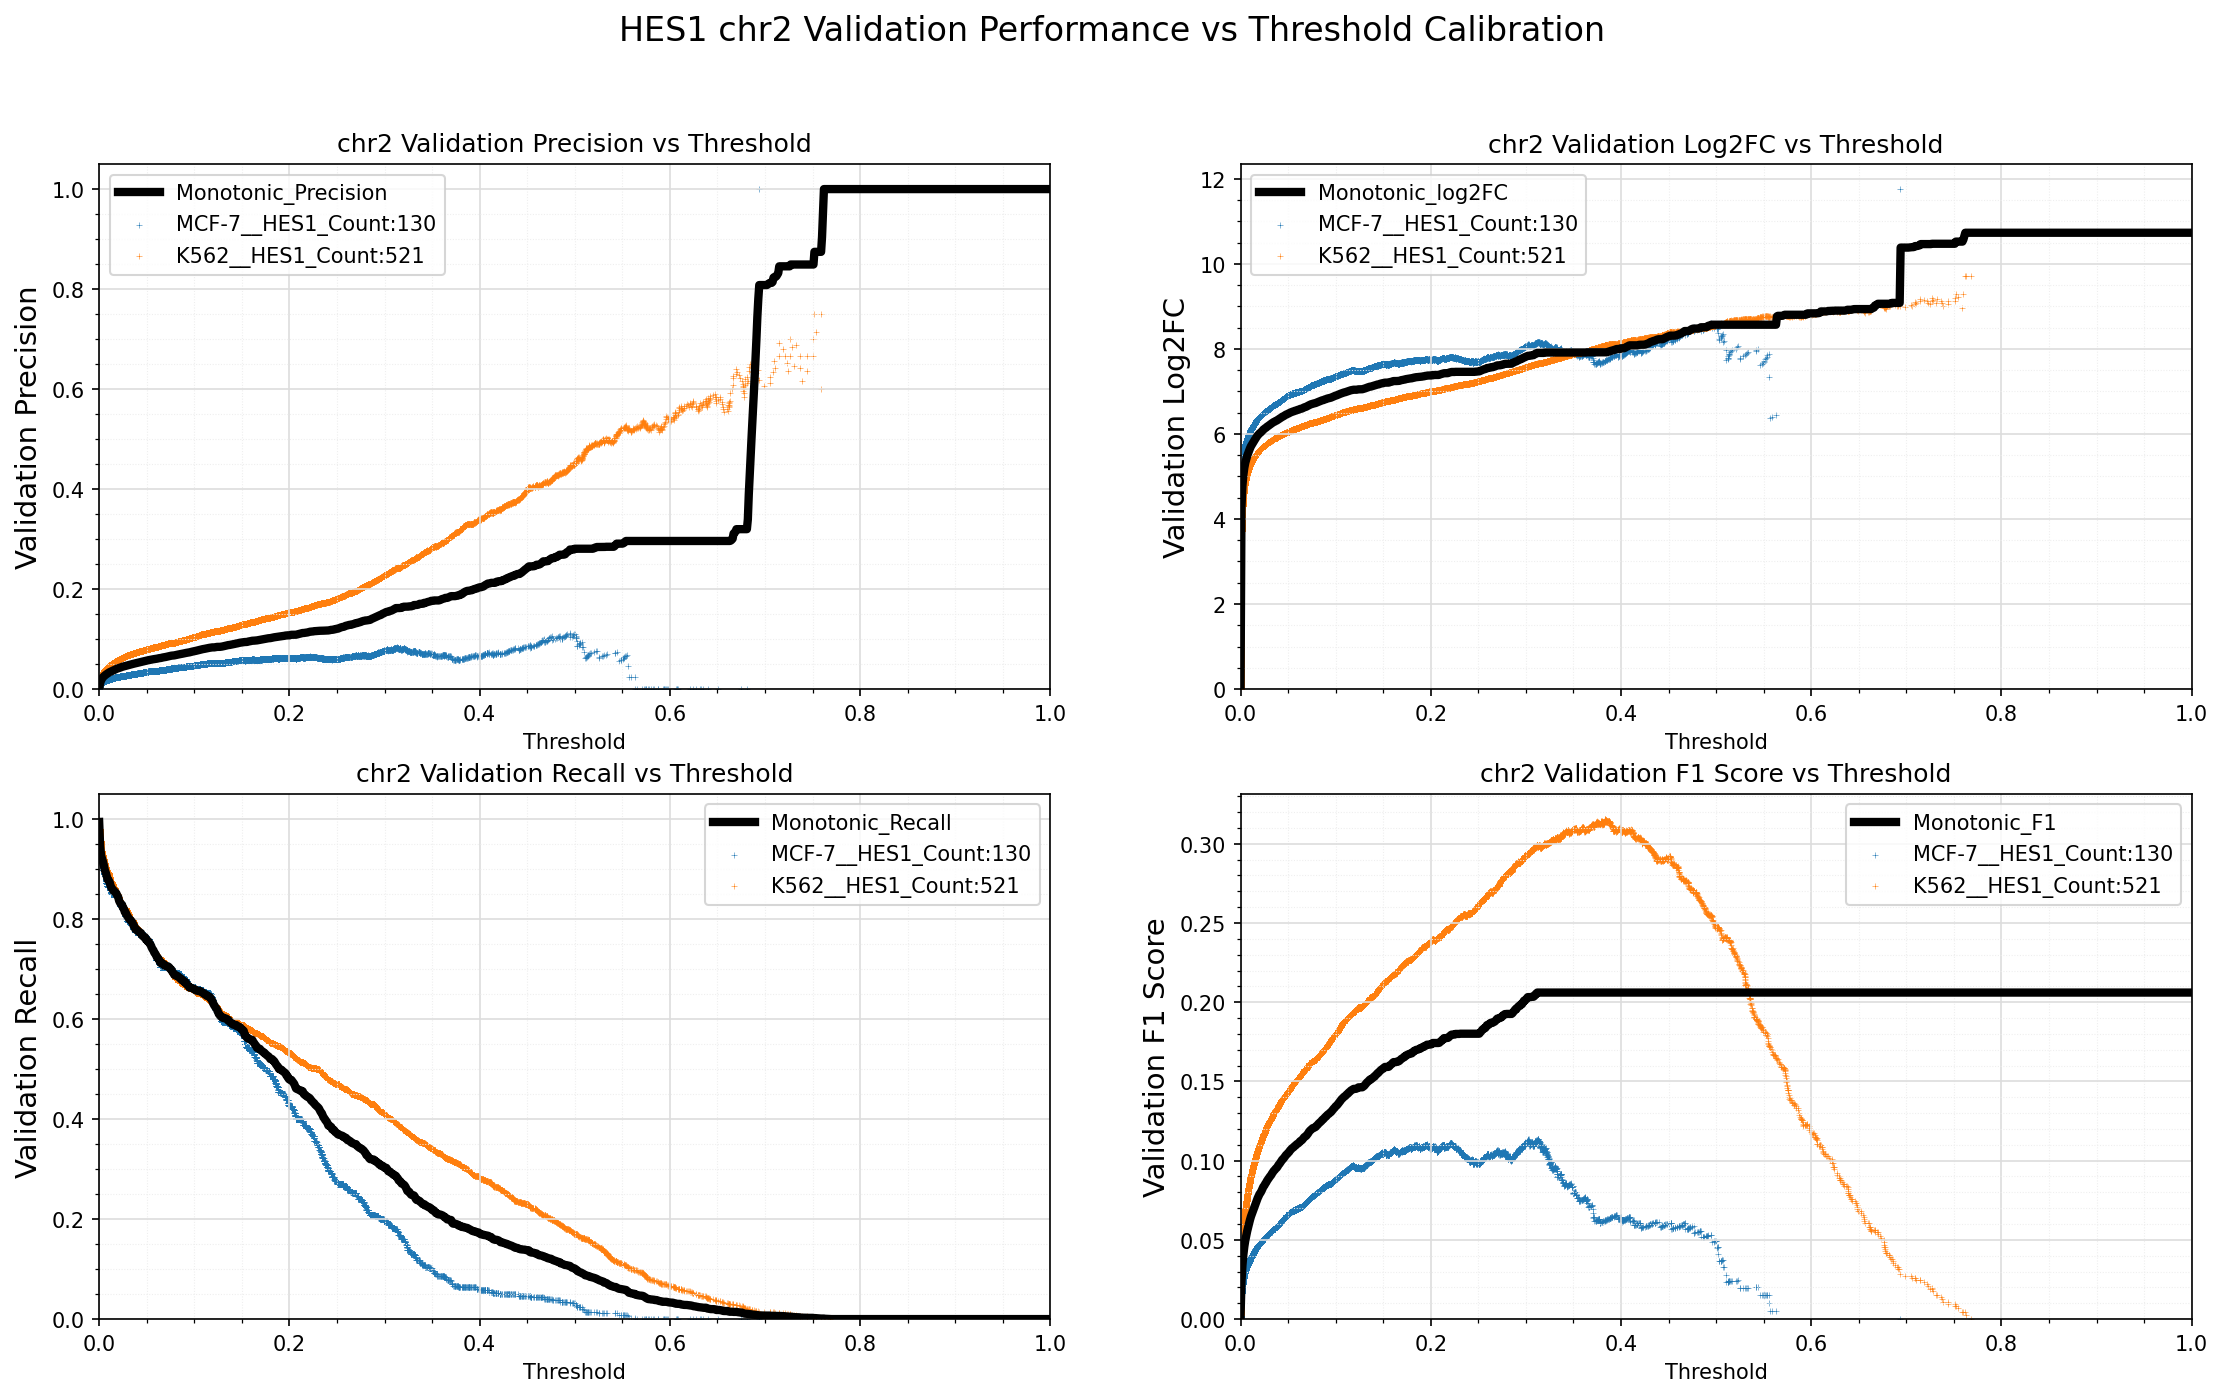 HES1 chr2 Validation Performance vs Threshold Calibration
chr2 Validation Precision vs Threshold
Validation Precision
1.0
0.8
0.6
0.4
0.2
0.0
Monotonic_Precision
MCF-7__HES1_Count:130
K562__HES1_Count:521
0.0 0.2 0.4 0.6 0.8 1.0
Threshold
chr2 Validation Log2FC vs Threshold
Validation Log2FC
12
10
8
6
4
2
0
Monotonic_log2FC
MCF-7__HES1_Count:130
K562__HES1_Count:521
0.0 0.2 0.4 0.6 0.8 1.0
Threshold
chr2 Validation Recall vs Threshold
Validation Recall
1.0
0.8
0.6
0.4
0.2
0.0
Monotonic_Recall
MCF-7__HES1_Count:130
K562__HES1_Count:521
0.0 0.2 0.4 0.6 0.8 1.0
Threshold
chr2 Validation F1 Score vs Threshold
Validation F1 Score
0.30
0.25
0.20
0.15
0.10
0.05
0.00
Monotonic_F1
MCF-7__HES1_Count:130
K562__HES1_Count:521
0.0 0.2 0.4 0.6 0.8 1.0
Threshold